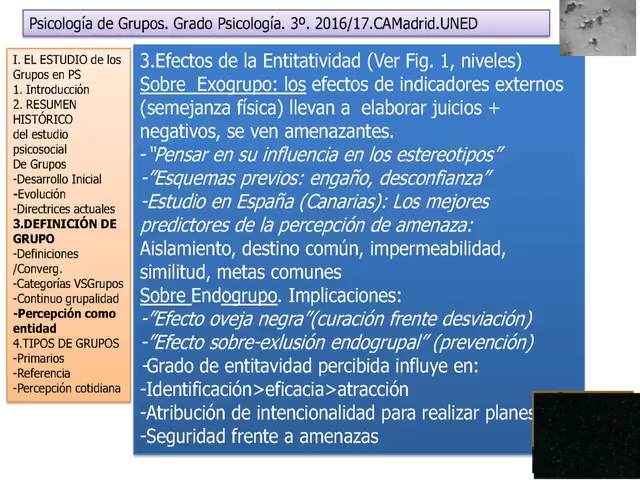 Psicología de Grupos. Grado Psicología. 3º. 2016/17.CAMadrid.UNED
I. EL ESTUDIO de los
Grupos en PS
1. Introducción
2. RESUMEN
HISTÓRICO
del estudio
psicosocial
De Grupos
-Desarrollo Inicial
-Evolución
-Directrices actuales
3.DEFINICIÓN DE
GRUPO
-Definiciones
/Converg.
-Categorías VSGrupos
-Continuo grupalidad
-Percepción como
entidad
4.TIPOS DE GRUPOS
-Primarios
-Referencia
-Percepción cotidiana
3.Efectos de la Entitatividad (Ver Fig. 1, niveles)
Sobre Exogrupo: los efectos de indicadores externos
(semejanza física) llevan a elaborar juicios +
negativos, se ven amenazantes.
-“Pensar en su influencia en los estereotipos”
-”Esquemas previos: engaño, desconfianza”
-Estudio en España (Canarias): Los mejores
predictores de la percepción de amenaza:
Aislamiento, destino común, impermeabilidad,
similitud, metas comunes
Sobre Endogrupo. Implicaciones:
-”Efecto oveja negra”(curación frente desviación)
-”Efecto sobre-exlusión endogrupal” (prevención)
-Grado de entitavidad percibida influye en:
-Identificación>eficacia>atracción
-Atribución de intencionalidad para realizar planes
-Seguridad frente a amenazas